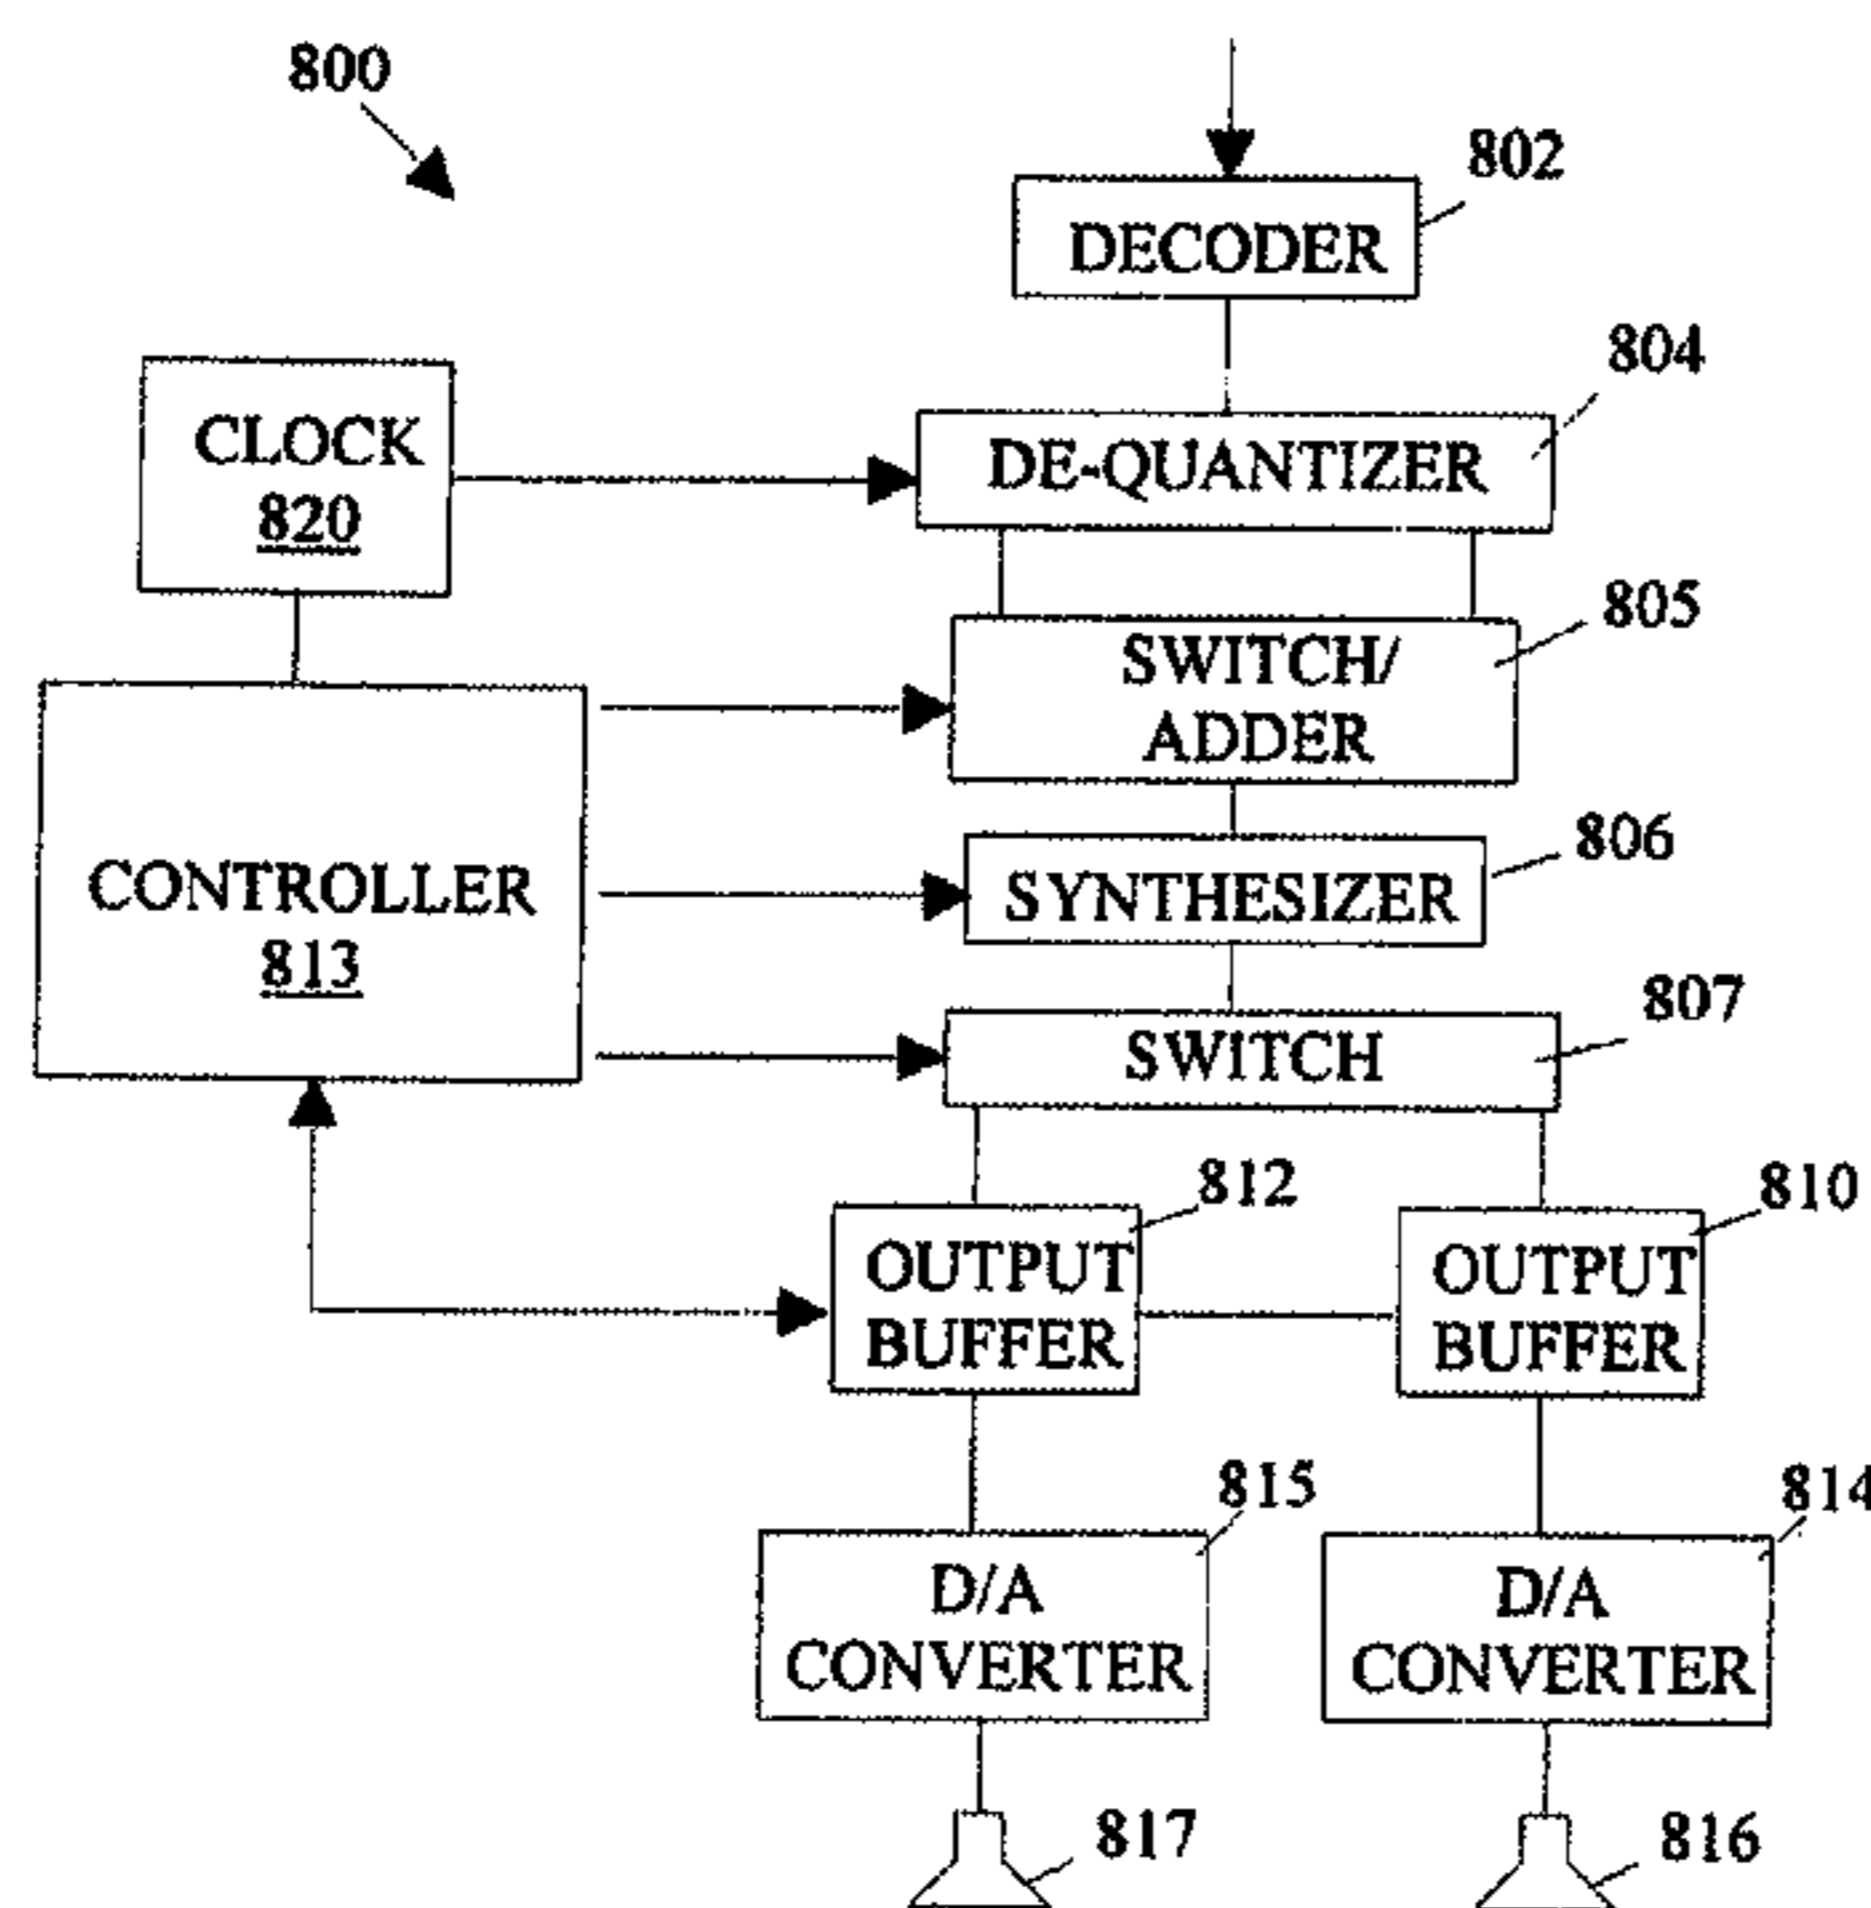 800
802
DECODER
804
CLOCK
820
DE-QUANTIZER
805
SWITCH/
ADDER
806
CONTROLLER
813
SYNTHESIZER
807
SWITCH
812
810
OUTPUT
BUFFER
OUTPUT
BUFFER
815
814
D/A
CONVERTER
D/A
CONVERTER
817
816